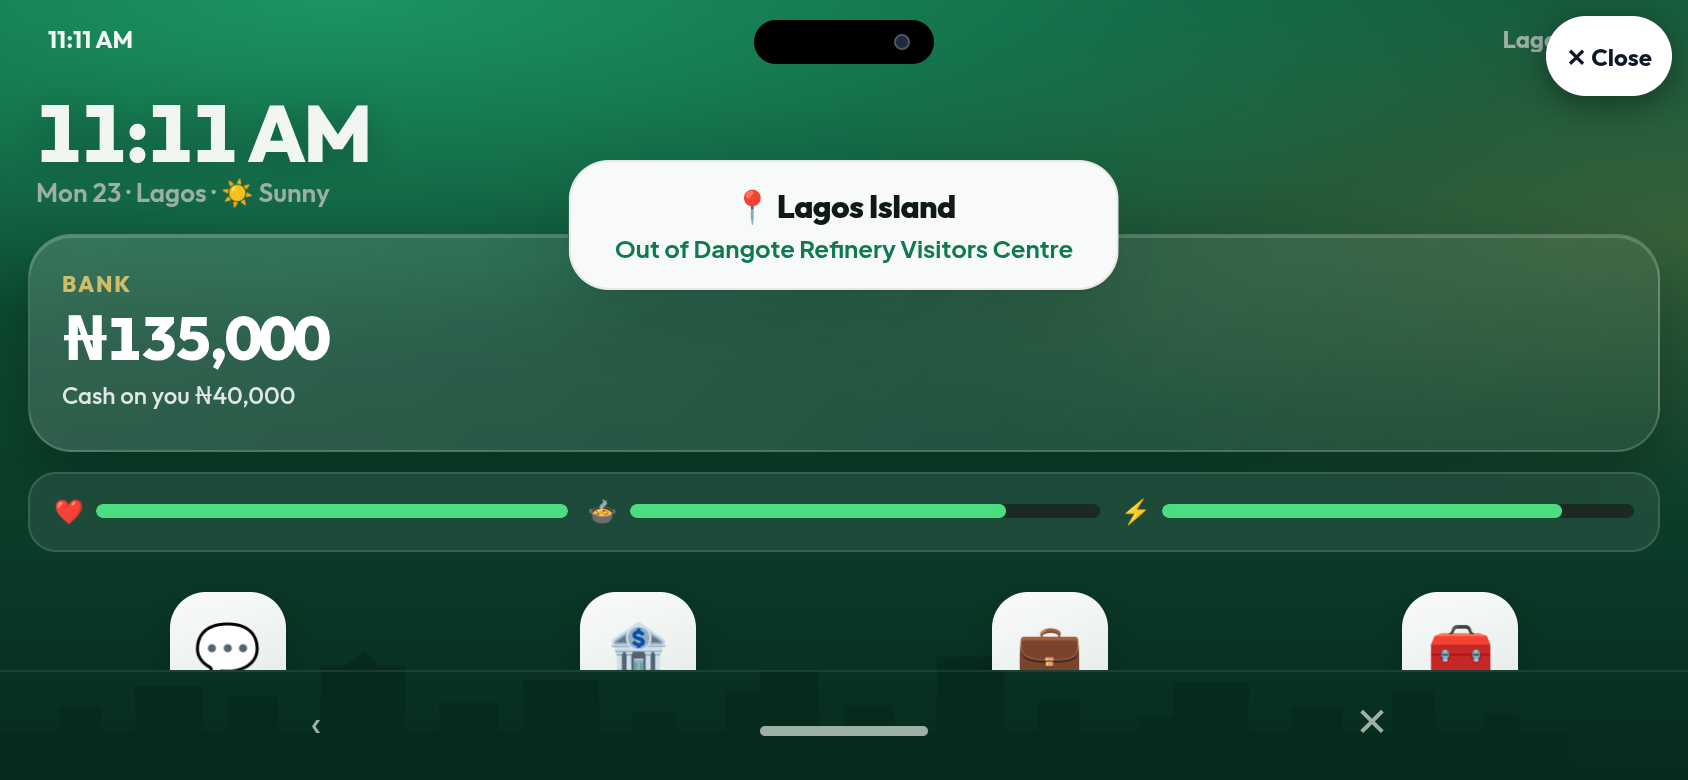 11:11 AM
Lago
✕ Close
11:11 AM
Mon 23 · Lagos · ☀️ Sunny
📍 Lagos Island
Out of Dangote Refinery Visitors Centre
BANK
₦135,000
Cash on you ₦40,000